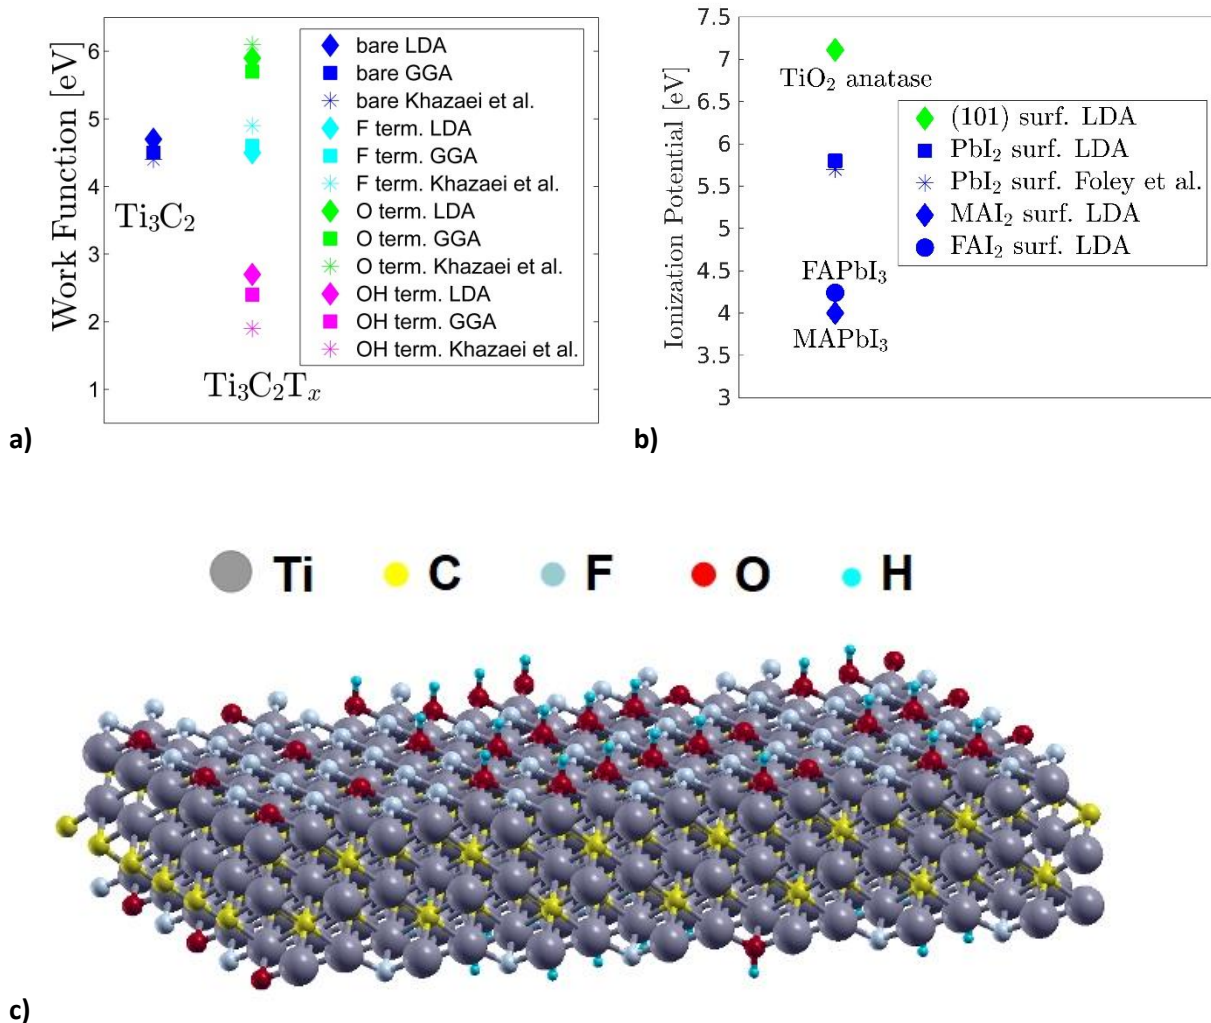 Work Function [eV]
6
5
4
3
2
1
Ti₃C₂
Ti₃C₂Tₓ
bare LDA
bare GGA
bare Khazaei et al.
F term. LDA
F term. GGA
F term. Khazaei et al.
O term. LDA
O term. GGA
O term. Khazaei et al.
OH term. LDA
OH term. GGA
OH term. Khazaei et al.
a)
Ionization Potential [eV]
7.5
7
6.5
6
5.5
5
4.5
4
3.5
3
TiO₂ anatase
(101) surf. LDA
PbI₂ surf. LDA
PbI₂ surf. Foley et al.
MAI₂ surf. LDA
FAI₂ surf. LDA
FAPbI₃
MAPbI₃
b)
Ti C F O H
c)